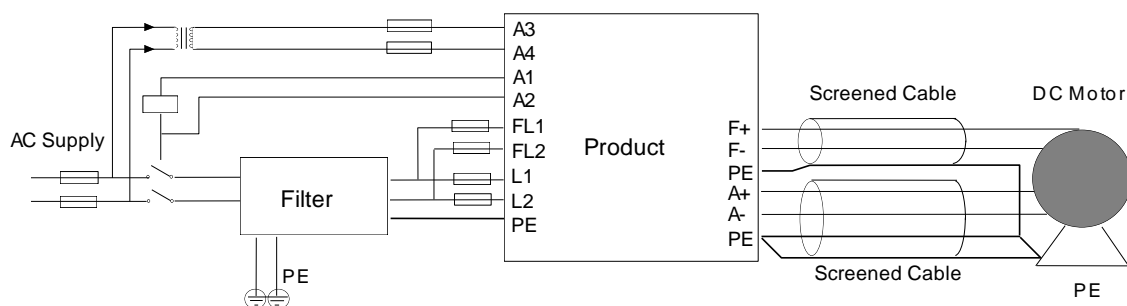 A3
A4
A1
A2
AC Supply
FL1
FL2
L1
L2
PE
Filter
PE
Product
Screened Cable
DC Motor
F+
F-
PE
A+
A-
PE
Screened Cable
PE